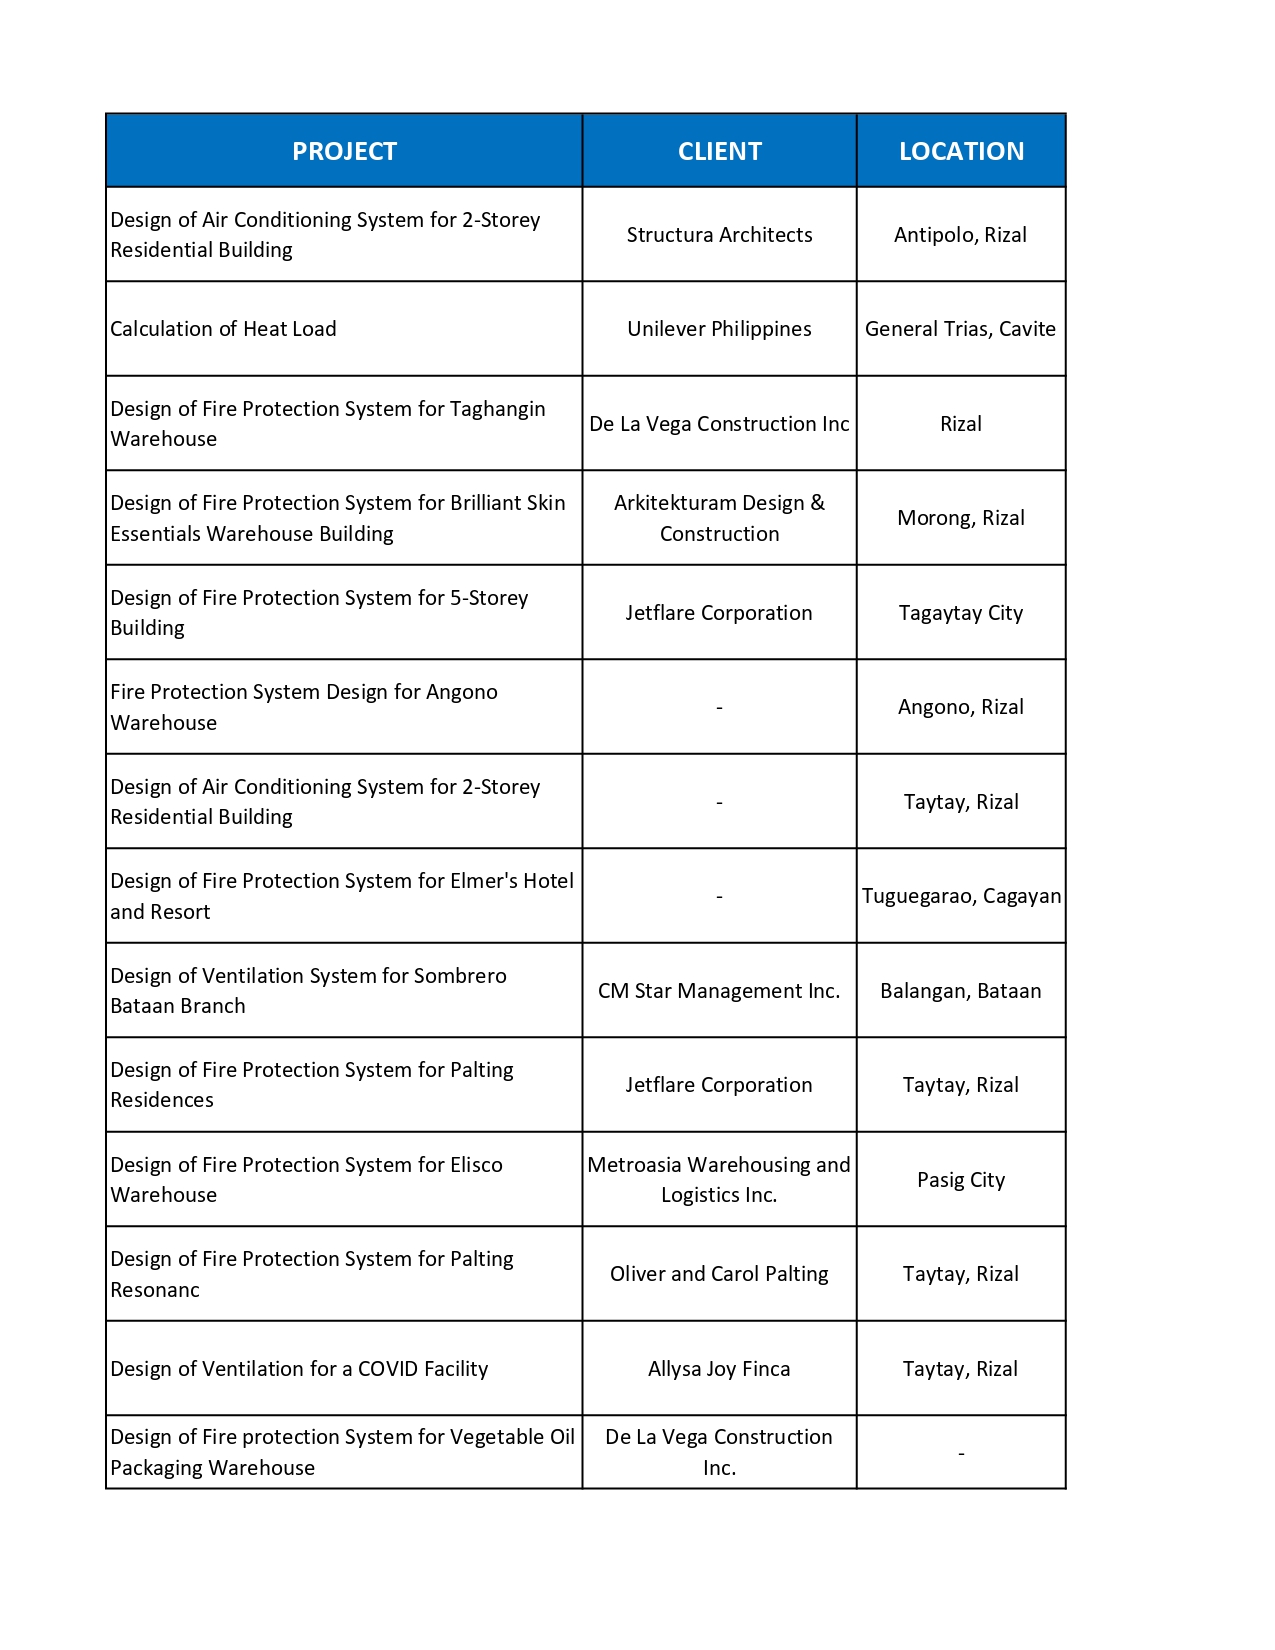 PROJECT CLIENT LOCATION
Design of Air Conditioning System for 2-Storey
Residential Building
Structura Architects
Antipolo, Rizal
Calculation of Heat Load
Unilever Philippines
General Trias, Cavite
Design of Fire Protection System for Taghangin
Warehouse
De La Vega Construction Inc
Rizal
Design of Fire Protection System for Brilliant Skin
Essentials Warehouse Building
Arkitekturam Design &
Construction
Morong, Rizal
Design of Fire Protection System for 5-Storey
Building
Jetflare Corporation
Tagaytay City
Fire Protection System Design for Angono
Warehouse
-
Angono, Rizal
Design of Air Conditioning System for 2-Storey
Residential Building
-
Taytay, Rizal
Design of Fire Protection System for Elmer's Hotel
and Resort
-
Tuguegarao, Cagayan
Design of Ventilation System for Sombrero
Bataan Branch
CM Star Management Inc.
Balangan, Bataan
Design of Fire Protection System for Palting
Residences
Jetflare Corporation
Taytay, Rizal
Design of Fire Protection System for Elisco
Warehouse
Metroasia Warehousing and
Logistics Inc.
Pasig City
Design of Fire Protection System for Palting
Resonanc
Oliver and Carol Palting
Taytay, Rizal
Design of Ventilation for a COVID Facility
Allysa Joy Finca
Taytay, Rizal
Design of Fire protection System for Vegetable Oil
Packaging Warehouse
De La Vega Construction
Inc.
-